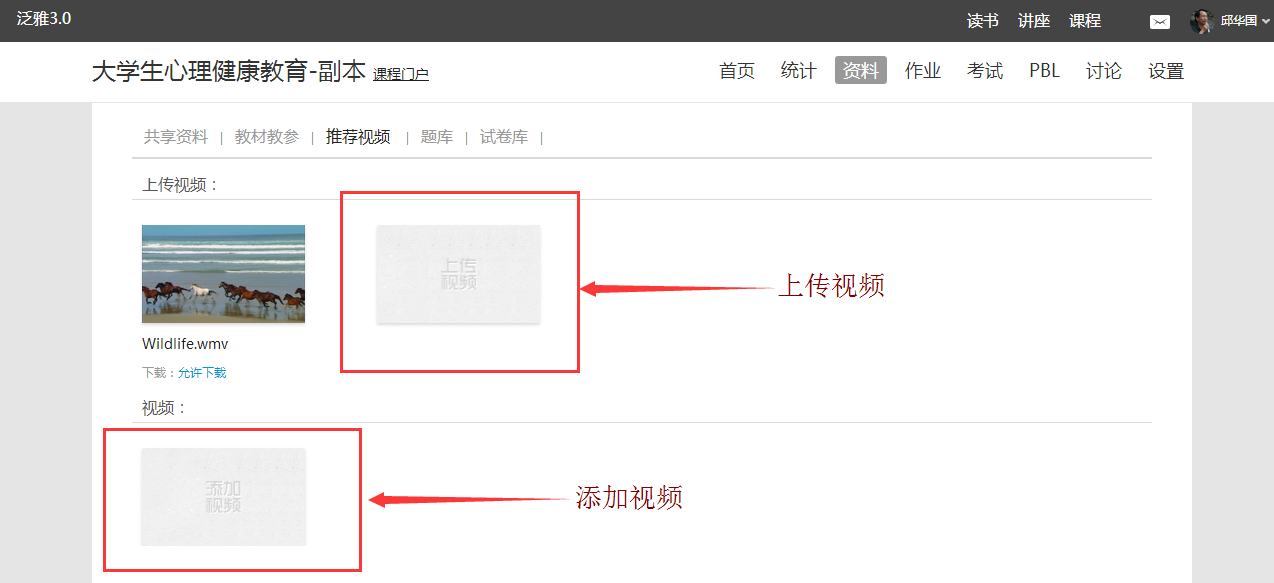 泛雅3.0 读书 讲座 课程 邱华国
大学生心理健康教育-副本 课程门户 首页 统计 资料 作业 考试 PBL 讨论 设置
共享资料 | 教材教参 | 推荐视频 | 题库 | 试卷库 |
上传视频：
上传
视频
上传视频
Wildlife.wmv
下载：允许下载
视频：
添加
视频
添加视频